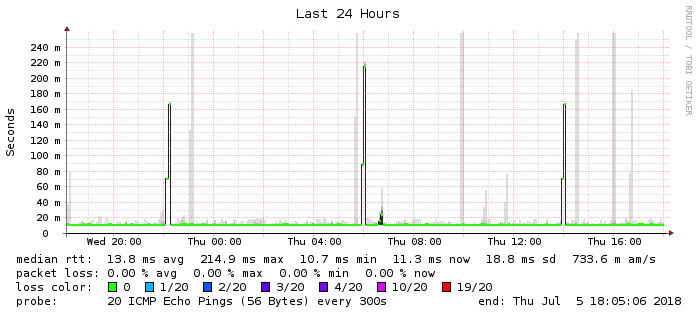 Last 24 Hours
RRDTOOL / TOBI OETIKER
Seconds
240 m
220 m
200 m
180 m
160 m
140 m
120 m
100 m
80 m
60 m
40 m
20 m
0
Wed 20:00 Thu 00:00 Thu 04:00 Thu 08:00 Thu 12:00 Thu 16:00
median rtt: 13.8 ms avg 214.9 ms max 10.7 ms min 11.3 ms now 18.8 ms sd 733.6 m am/s
packet loss: 0.00 % avg 0.00 % max 0.00 % min 0.00 % now
loss color: 0 1/20 2/20 3/20 4/20 10/20 19/20
probe: 20 ICMP Echo Pings (56 Bytes) every 300s end: Thu Jul 5 18:05:06 2018